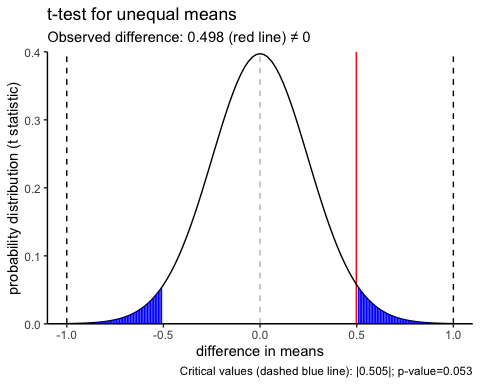 t-test for unequal means
Observed difference: 0.498 (red line) ≠ 0
probability distribution (t statistic)
0.4
0.3
0.2
0.1
0.0
-1.0 -0.5 0.0 0.5 1.0
difference in means
Critical values (dashed blue line): |0.505|; p-value=0.053